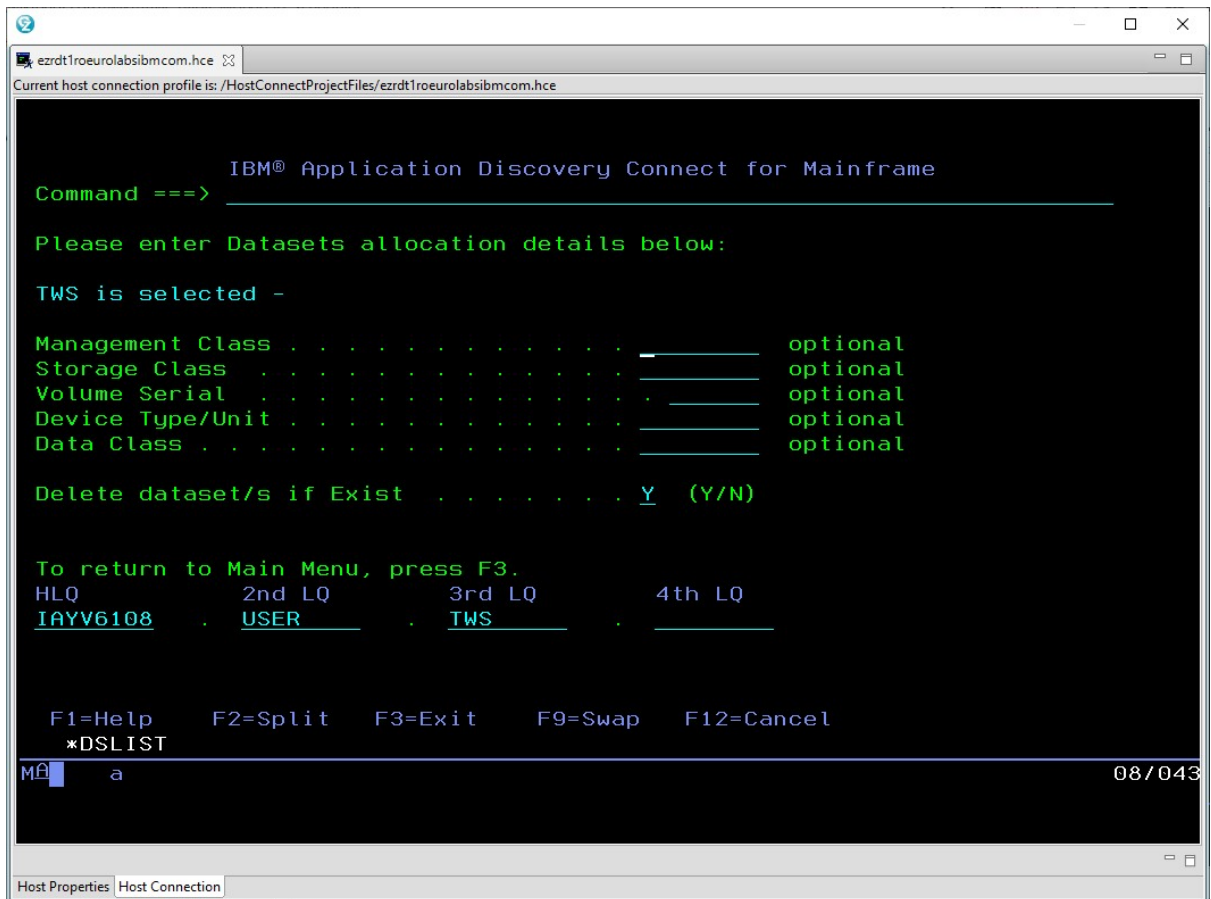 ezrdt1roeurolabsibmcom.hce
Current host connection profile is: /HostConnectProjectFiles/ezrdt1roeurolabsibmcom.hce
IBM® Application Discovery Connect for Mainframe
Command ===>
Please enter Datasets allocation details below:
TWS is selected -
Management Class . . . . . . . . . . . . optional
Storage Class . . . . . . . . . . . . . optional
Volume Serial . . . . . . . . . . . . . . optional
Device Type/Unit . . . . . . . . . . . . optional
Data Class . . . . . . . . . . . . . . . optional
Delete dataset/s if Exist . . . . . . . Y (Y/N)
To return to Main Menu, press F3.
HLQ 2nd LQ 3rd LQ 4th LQ
IAYV6108 . USER . TWS .
F1=Help F2=Split F3=Exit F9=Swap F12=Cancel
*DSLIST
MA a 08/043
Host Properties Host Connection